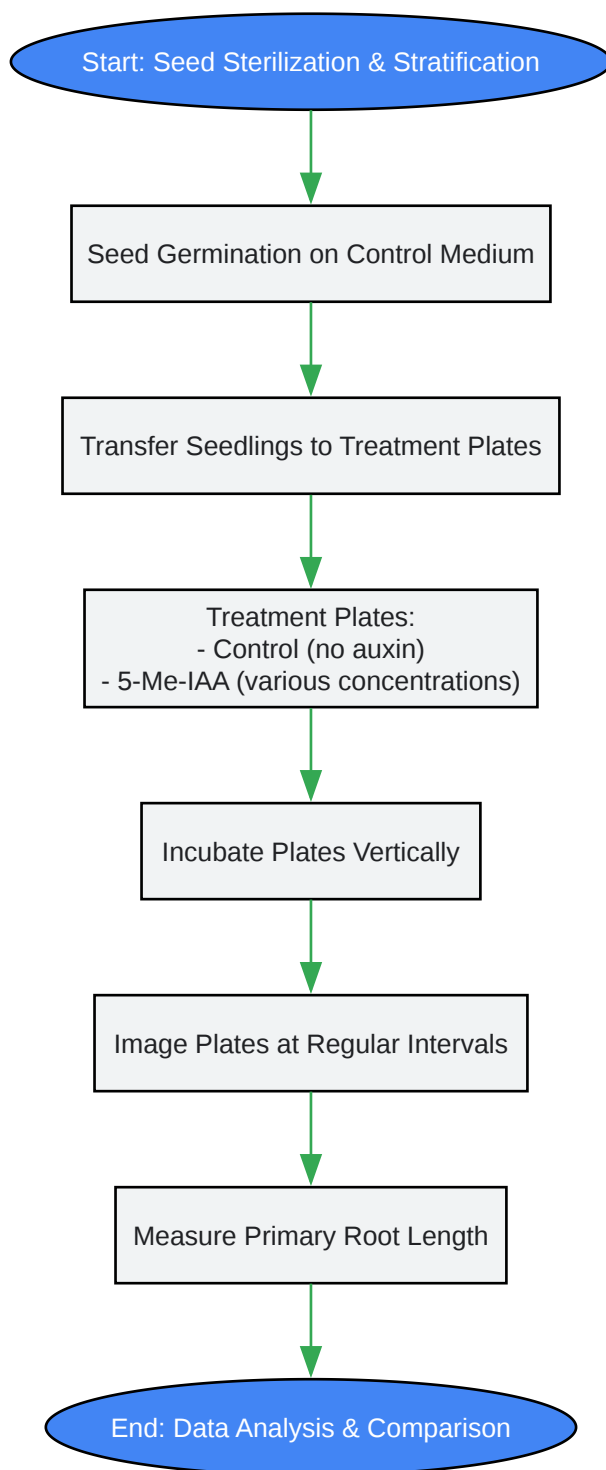 Start: Seed Sterilization & Stratification
Seed Germination on Control Medium
Transfer Seedlings to Treatment Plates
Treatment Plates:
- Control (no auxin)
- 5-Me-IAA (various concentrations)
Incubate Plates Vertically
Image Plates at Regular Intervals
Measure Primary Root Length
End: Data Analysis & Comparison